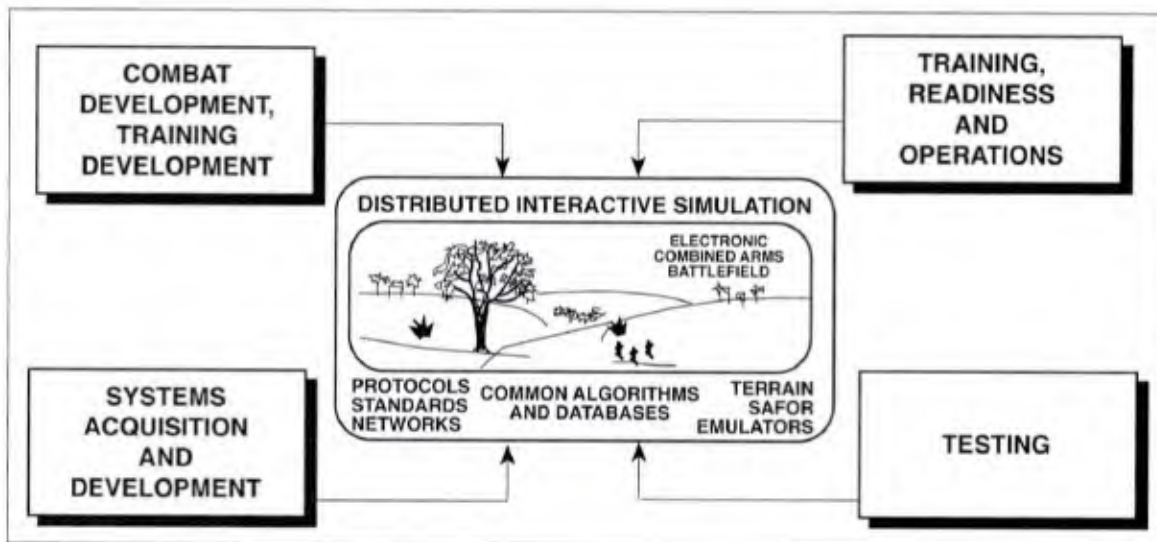 COMBAT
DEVELOPMENT,
TRAINING
DEVELOPMENT
TRAINING,
READINESS
AND
OPERATIONS
DISTRIBUTED INTERACTIVE SIMULATION
ELECTRONIC
COMBINED ARMS
BATTLEFIELD
PROTOCOLS
STANDARDS
NETWORKS
COMMON ALGORITHMS
AND DATABASES
TERRAIN
SAFOR
EMULATORS
SYSTEMS
ACQUISITION
AND
DEVELOPMENT
TESTING